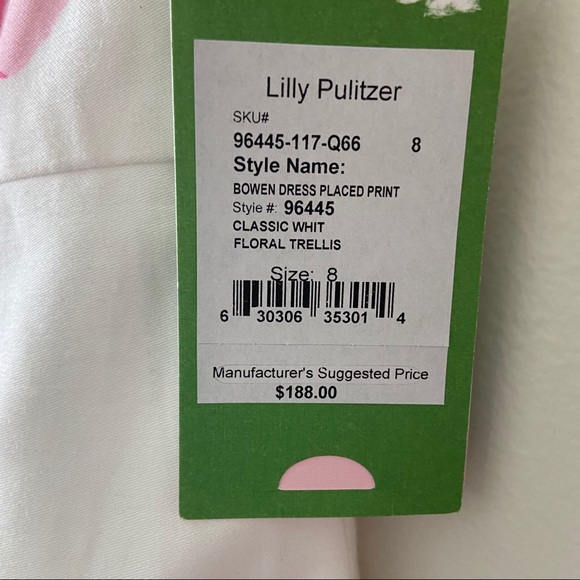 Lilly Pulitzer
SKU#
96445-117-Q66 8
Style Name:
BOWEN DRESS PLACED PRINT
Style #: 96445
CLASSIC WHIT
FLORAL TRELLIS
Size: 8
6 30306 35301 4
Manufacturer's Suggested Price
$188.00